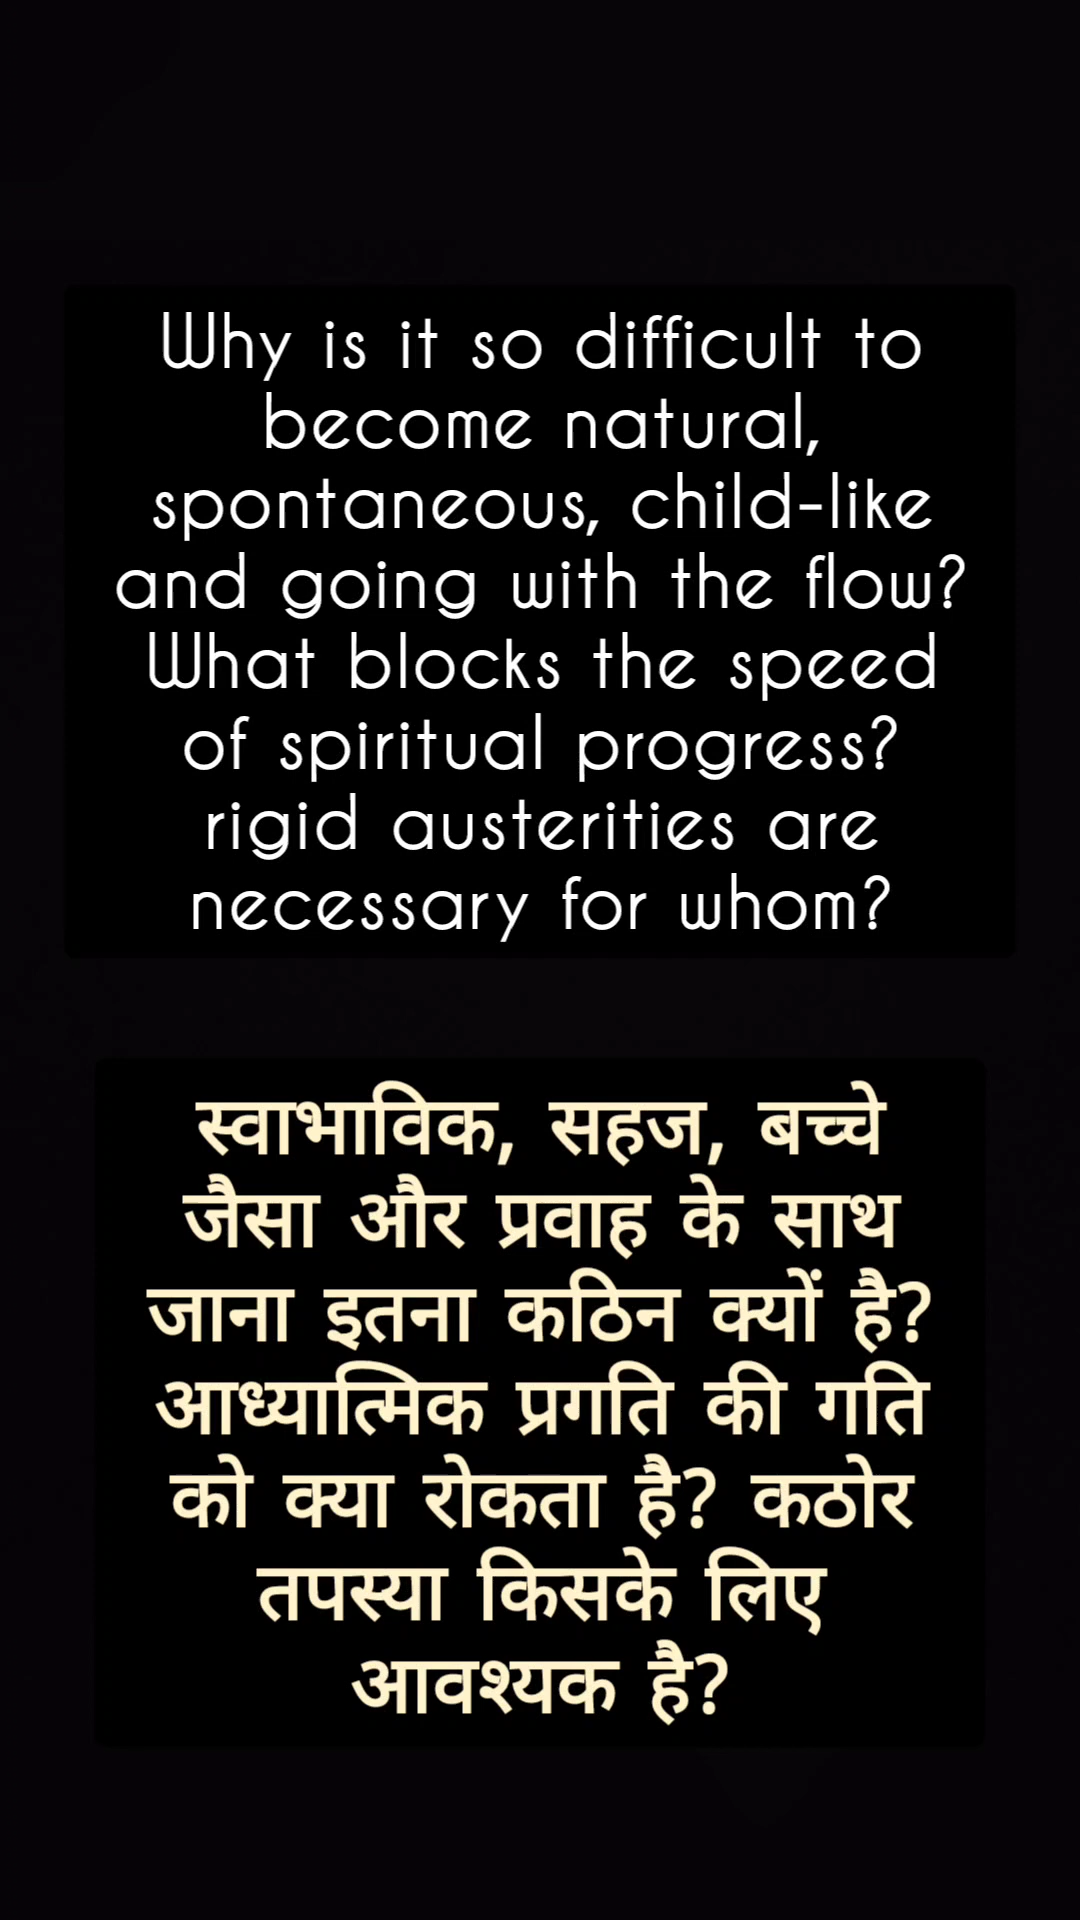 Why is it so difficult to
become natural,
spontaneous, child-like
and going with the flow?
What blocks the speed
of spiritual progress?
rigid austerities are
necessary for whom?
स्वाभाविक, सहज, बच्चे
जैसा और प्रवाह के साथ
जाना इतना कठिन क्यों है?
आध्यात्मिक प्रगति की गति
को क्या रोकता है? कठोर
तपस्या किसके लिए
आवश्यक है?